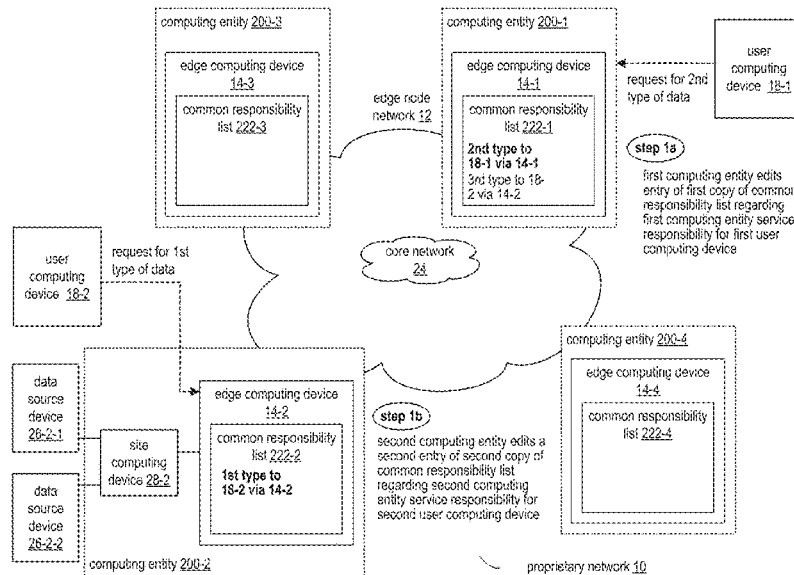 computing entity 200-3
edge computing device
14-3
common responsibility
list 222-3
computing entity 200-1
edge computing device
14-1
common responsibility
list 222-1
2nd type to
18-1 via 14-1
3rd type to 18-
2 via 14-2
user
computing
device 18-1
request for 2nd
type of data
edge node
network 12
step 1a
first computing entity edits
entry of first copy of common
responsibility list regarding
first computing entity service
responsibility for first user
computing device
core network
24
user
computing
device 18-2
request for 1st
type of data
data
source
device
26-2-1
data
source
device
26-2-2
site
computing
device 28-2
edge computing device
14-2
common responsibility
list 222-2
1st type to
18-2 via 14-2
computing entity 200-2
step 1b
second computing entity edits a
second entry of second copy of
common responsibility list
regarding second computing
entity service responsibility for
second user computing device
computing entity 200-4
edge computing device
14-4
common responsibility
list 222-4
proprietary network 10